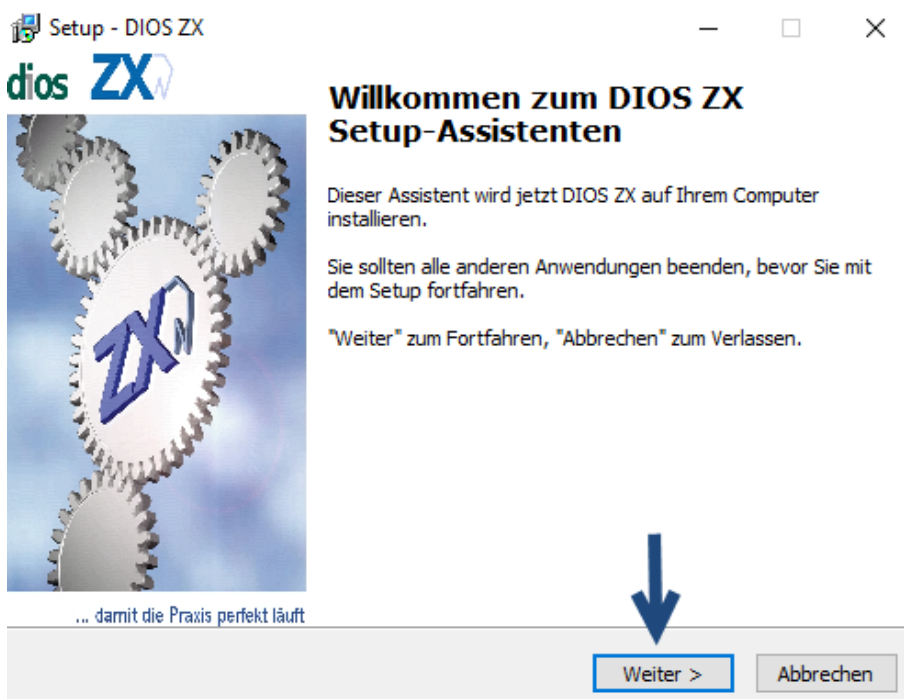 Setup - DIOS ZX
dios ZX
Willkommen zum DIOS ZX
Setup-Assistenten
Dieser Assistent wird jetzt DIOS ZX auf Ihrem Computer
installieren.
Sie sollten alle anderen Anwendungen beenden, bevor Sie mit
dem Setup fortfahren.
"Weiter" zum Fortfahren, "Abbrechen" zum Verlassen.
ZX
... damit die Praxis perfekt läuft
Weiter >
Abbrechen